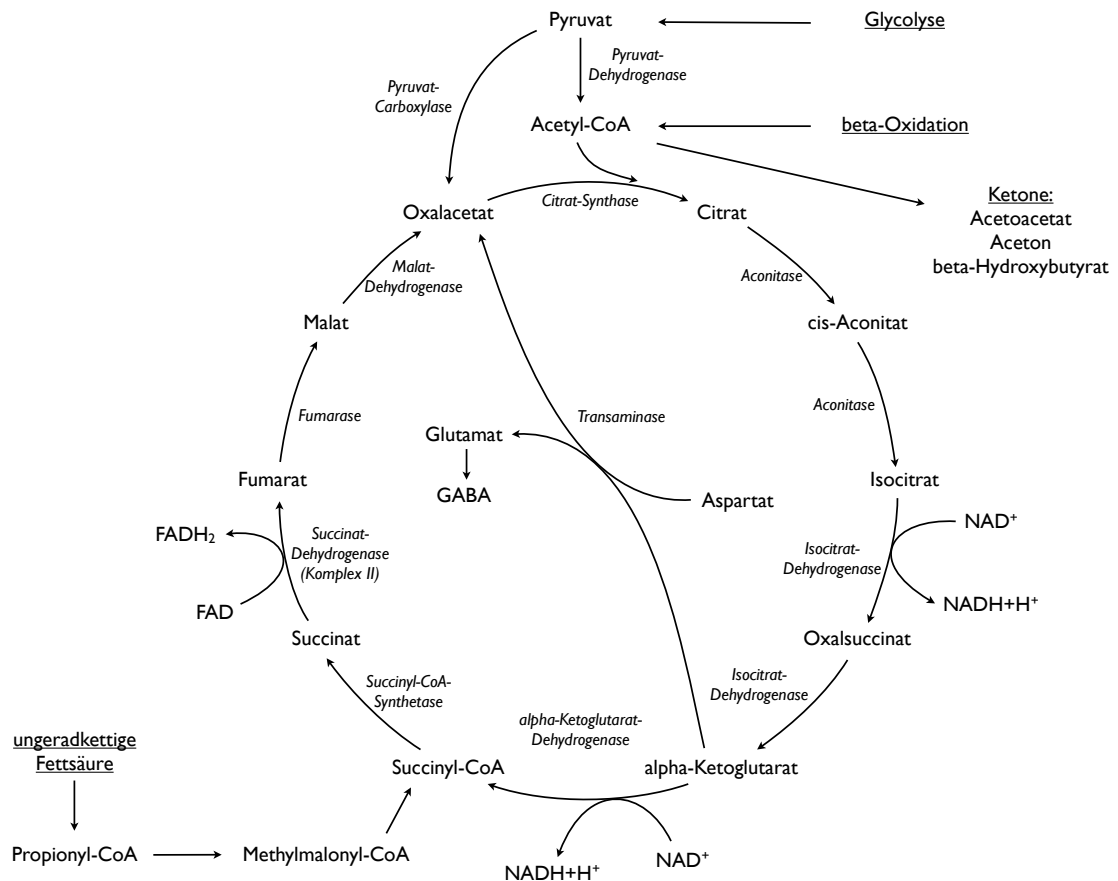 Pyruvat
Glycolyse
Pyruvat-
Dehydrogenase
Pyruvat-
Carboxylase
Acetyl-CoA
beta-Oxidation
Ketone:
Acetoacetat
Aceton
beta-Hydroxybutyrat
Oxalacetat
Citrat-Synthase
Citrat
Malat-
Dehydrogenase
Aconitase
Malat
cis-Aconitat
Fumarase
Transaminase
Aconitase
Glutamat
GABA
Aspartat
Fumarat
Isocitrat
FADH₂
Succinat-
Dehydrogenase
(Komplex II)
FAD
NAD⁺
Isocitrat-
Dehydrogenase
NADH+H⁺
Succinat
Oxalsuccinat
Succinyl-CoA-
Synthetase
Isocitrat-
Dehydrogenase
alpha-Ketoglutarat-
Dehydrogenase
ungeradkettige
Fettsäure
Succinyl-CoA
alpha-Ketoglutarat
Propionyl-CoA
Methylmalonyl-CoA
NADH+H⁺
NAD⁺